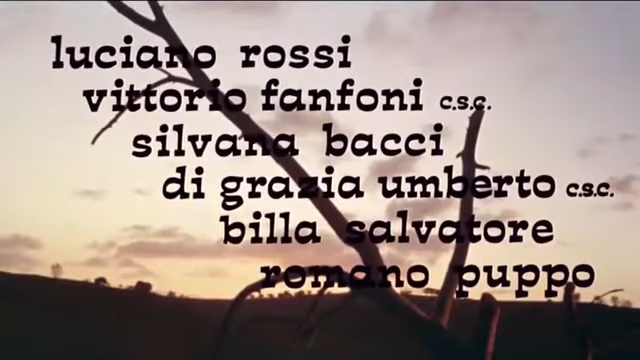 luciano rossi
vittorio fanfoni c.s.c.
silvana bacci
di grazia umberto c.s.c.
billa salvatore
romano puppo